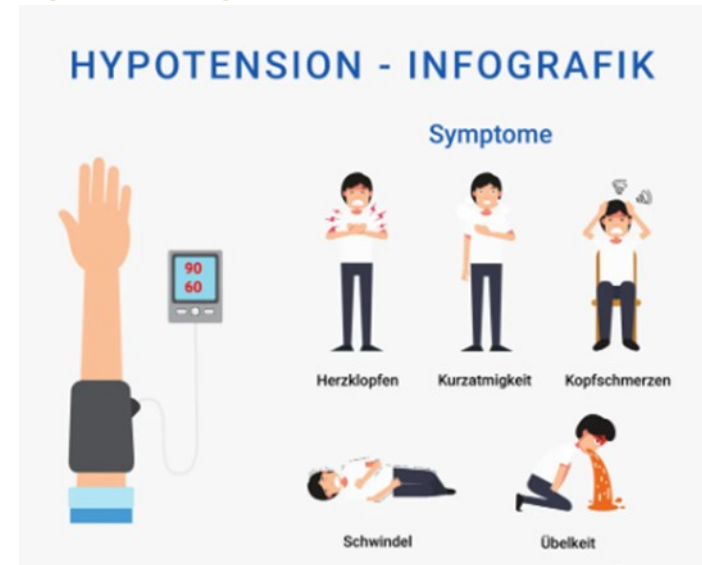 HYPOTENSION - INFOGRAFIK
Symptome
90
60
Herzklopfen
Kurzatmigkeit
Kopfschmerzen
Schwindel
Übelkeit